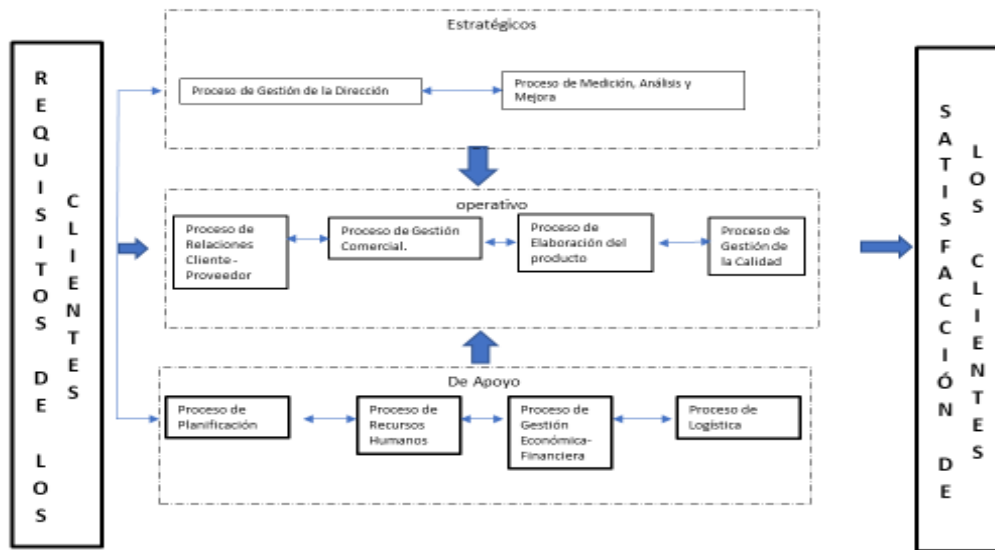 REQUISITOS DE LOS
CLIENTES
Estratégicos
Proceso de Gestión de la Dirección
Proceso de Medición, Análisis y
Mejora
operativo
Proceso de
Relaciones
Cliente-
Proveedor
Proceso de Gestión
Comercial.
Proceso de
Elaboración del
producto
Proceso de
Gestión de
la Calidad
De Apoyo
Proceso de
Planificación
Proceso de
Recursos
Humanos
Proceso de
Gestión
Económica-
Financiera
Proceso de
Logística
SATISFACCIÓN DE
LOS CLIENTES